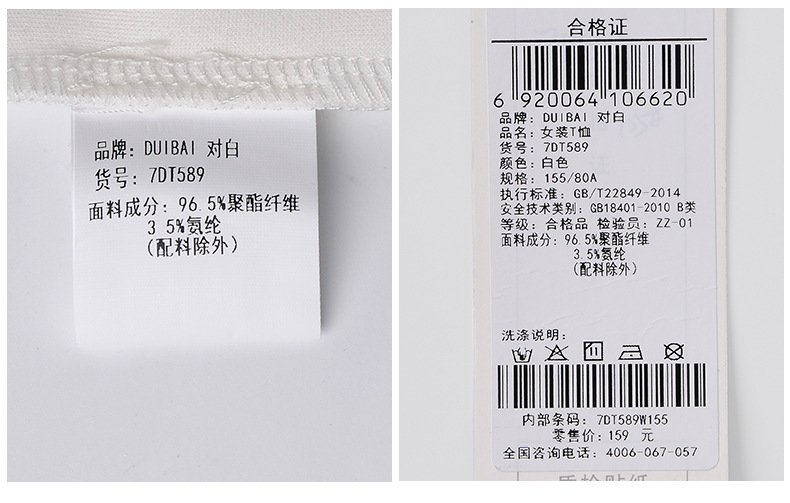 品牌: DUIBAI 对白
货号: 7DT589
面料成分: 96.5%聚酯纤维
3.5%氨纶
(配料除外)
合格证
6 920064 106620
品牌: DUIBAI 对白
品名: 女装T恤
货号: 7DT589
颜色: 白色
规格: 155/80A
执行标准: GB/T22849-2014
安全技术类别: GB18401-2010 B类
等级: 合格品 检验员: ZZ-01
面料成分: 96.5%聚酯纤维
3.5%氨纶
(配料除外)
洗涤说明:
内部条码: 7DT589W155
零售价: 159 元
全国咨询电话: 4006-067-057